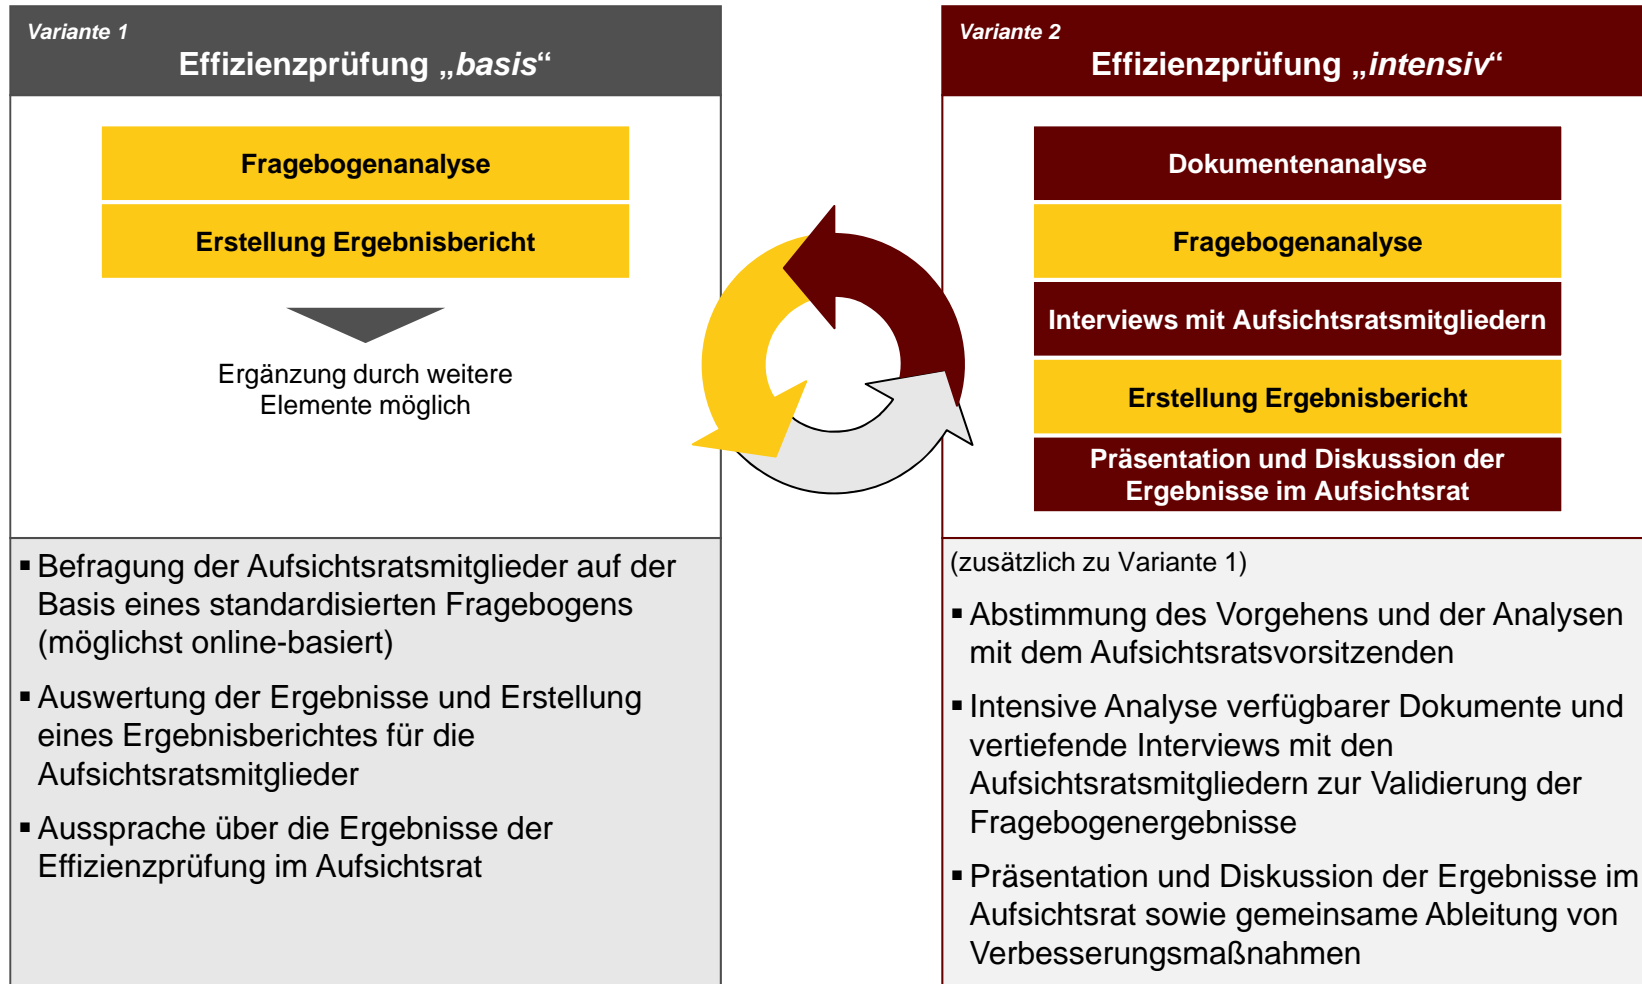 Variante 1
Effizienzprüfung „basis“
Fragebogenanalyse
Erstellung Ergebnisbericht
Ergänzung durch weitere
Elemente möglich
▪ Befragung der Aufsichtsratsmitglieder auf der
Basis eines standardisierten Fragebogens
(möglichst online-basiert)
▪ Auswertung der Ergebnisse und Erstellung
eines Ergebnisberichtes für die
Aufsichtsratsmitglieder
▪ Aussprache über die Ergebnisse der
Effizienzprüfung im Aufsichtsrat
Variante 2
Effizienzprüfung „intensiv“
Dokumentenanalyse
Fragebogenanalyse
Interviews mit Aufsichtsratsmitgliedern
Erstellung Ergebnisbericht
Präsentation und Diskussion der
Ergebnisse im Aufsichtsrat
(zusätzlich zu Variante 1)
▪ Abstimmung des Vorgehens und der Analysen
mit dem Aufsichtsratsvorsitzenden
▪ Intensive Analyse verfügbarer Dokumente und
vertiefende Interviews mit den
Aufsichtsratsmitgliedern zur Validierung der
Fragebogenergebnisse
▪ Präsentation und Diskussion der Ergebnisse im
Aufsichtsrat sowie gemeinsame Ableitung von
Verbesserungsmaßnahmen